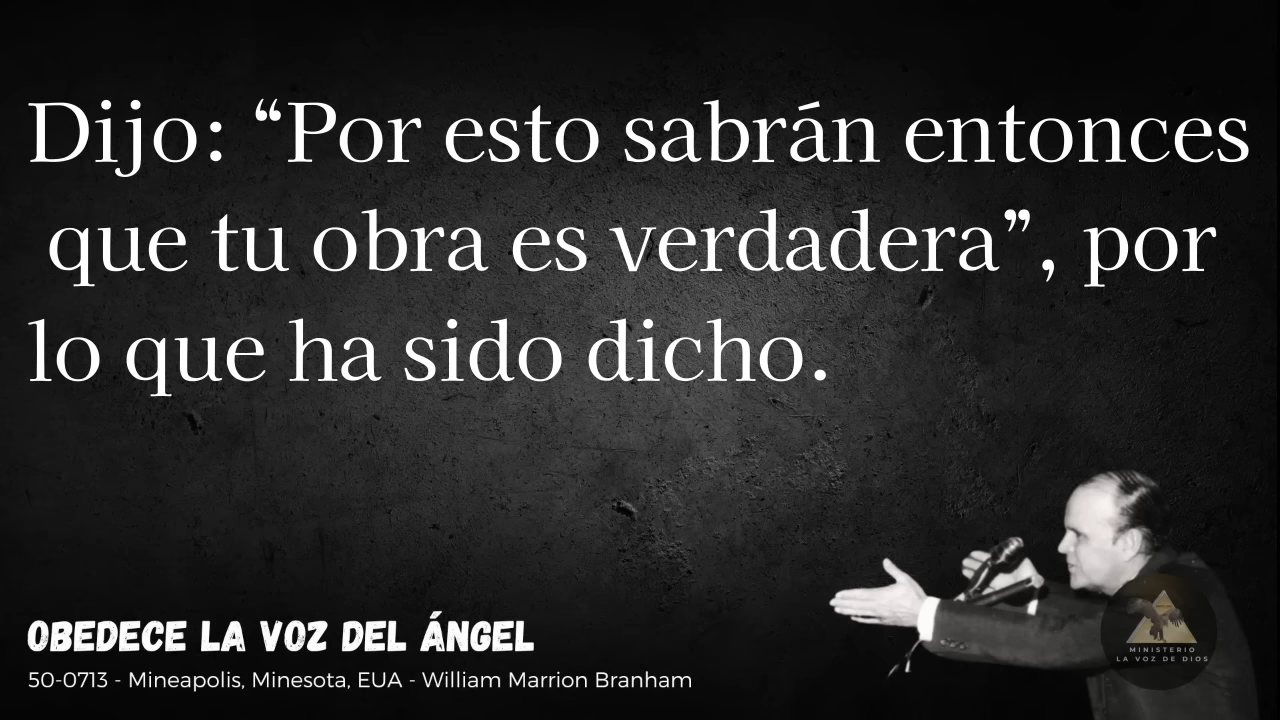 Dijo: “Por esto sabrán entonces
que tu obra es verdadera”, por
lo que ha sido dicho.
OBEDECE LA VOZ DEL ÁNGEL
50-0713 - Mineapolis, Minesota, EUA - William Marrion Branham
MINISTERIO
LA VOZ DE DIOS